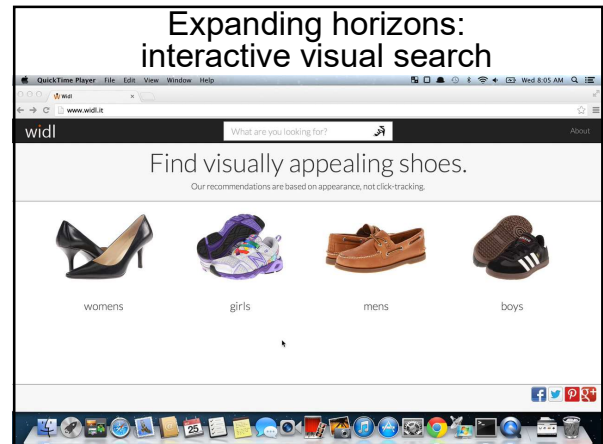 Expanding horizons:
interactive visual search
QuickTime Player File Edit View Window Help Wed 8:05 AM
widl
www.widl.it
widl What are you looking for? About
Find visually appealing shoes.
Our recommendations are based on appearance, not click-tracking.
womens girls mens boys